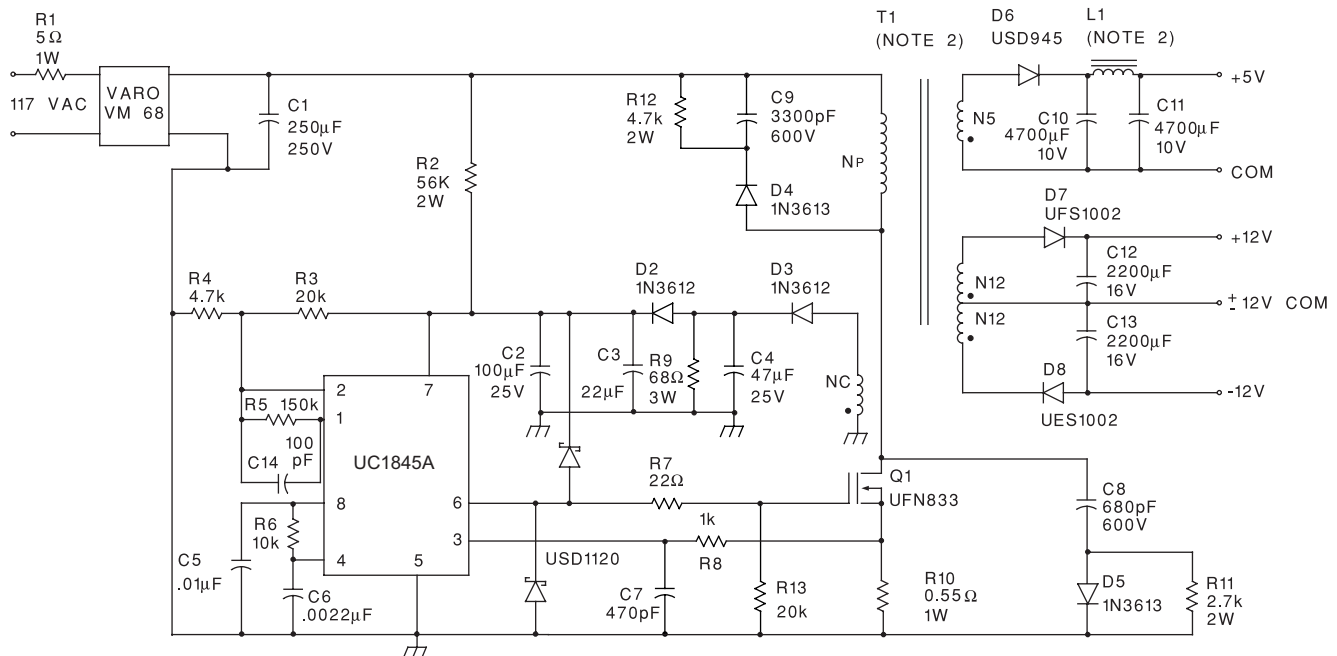 R1
5Ω
1W
117 VAC
VARO
VM 68
C1
250µF
250V
R2
56K
2W
R12
4.7k
2W
C9
3300pF
600V
D4
1N3613
NP
T1
(NOTE 2)
D6
USD945
L1
(NOTE 2)
+5V
N5
C10
4700µF
10V
C11
4700µF
10V
COM
D7
UFS1002
+12V
N12
N12
C12
2200µF
16V
± 12V COM
C13
2200µF
16V
D8
UES1002
-12V
R4
4.7k
R3
20k
D2
1N3612
D3
1N3612
C2
100µF
25V
C3
22µF
R9
68Ω
3W
C4
47µF
25V
NC
R5 150k
C14
100
pF
2
1
7
UC1845A
8
4
5
6
3
R6
10k
C5
.01µF
C6
.0022µF
USD1120
R7
22Ω
1k
R8
C7
470pF
R13
20k
Q1
UFN833
R10
0.55Ω
1W
C8
680pF
600V
D5
1N3613
R11
2.7k
2W